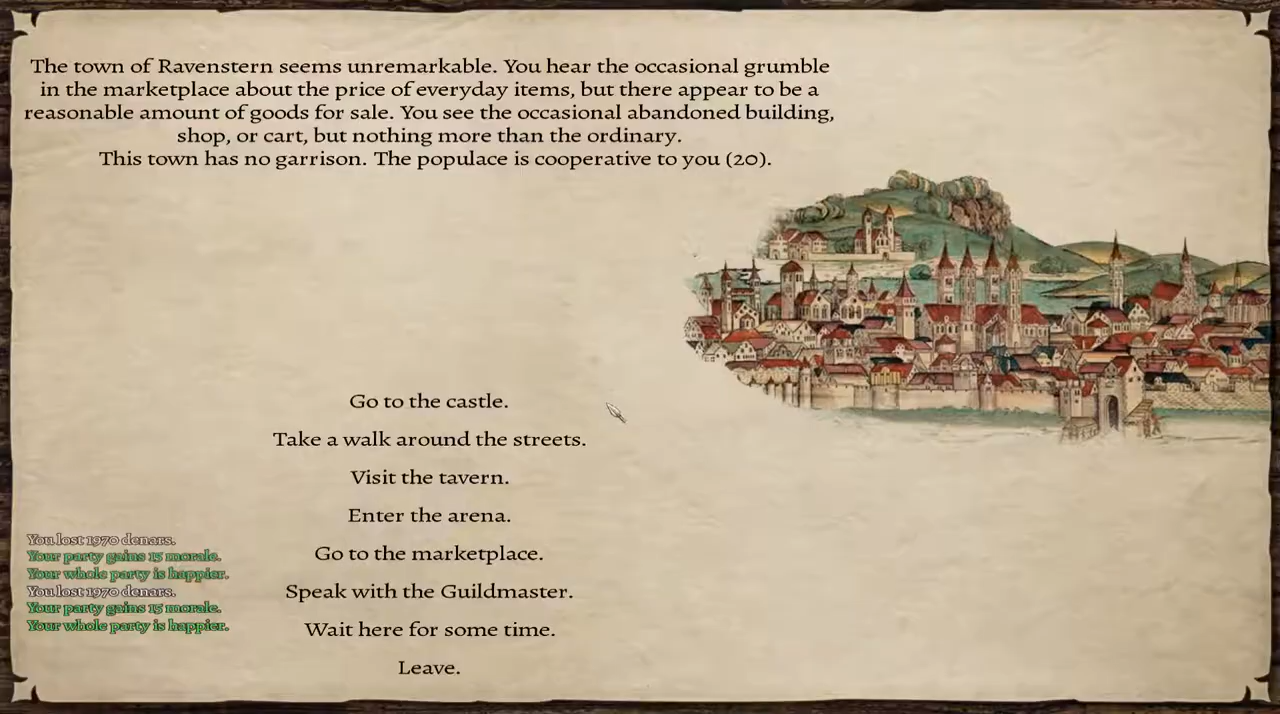 The town of Ravenstern seems unremarkable. You hear the occasional grumble
in the marketplace about the price of everyday items, but there appear to be a
reasonable amount of goods for sale. You see the occasional abandoned building,
shop, or cart, but nothing more than the ordinary.
This town has no garrison. The populace is cooperative to you (20).
Go to the castle.
Take a walk around the streets.
Visit the tavern.
Enter the arena.
Go to the marketplace.
Speak with the Guildmaster.
Wait here for some time.
Leave.
You lost 1970 denars.
Your party gains 15 morale.
Your whole party is happier.
You lost 1970 denars.
Your party gains 15 morale.
Your whole party is happier.